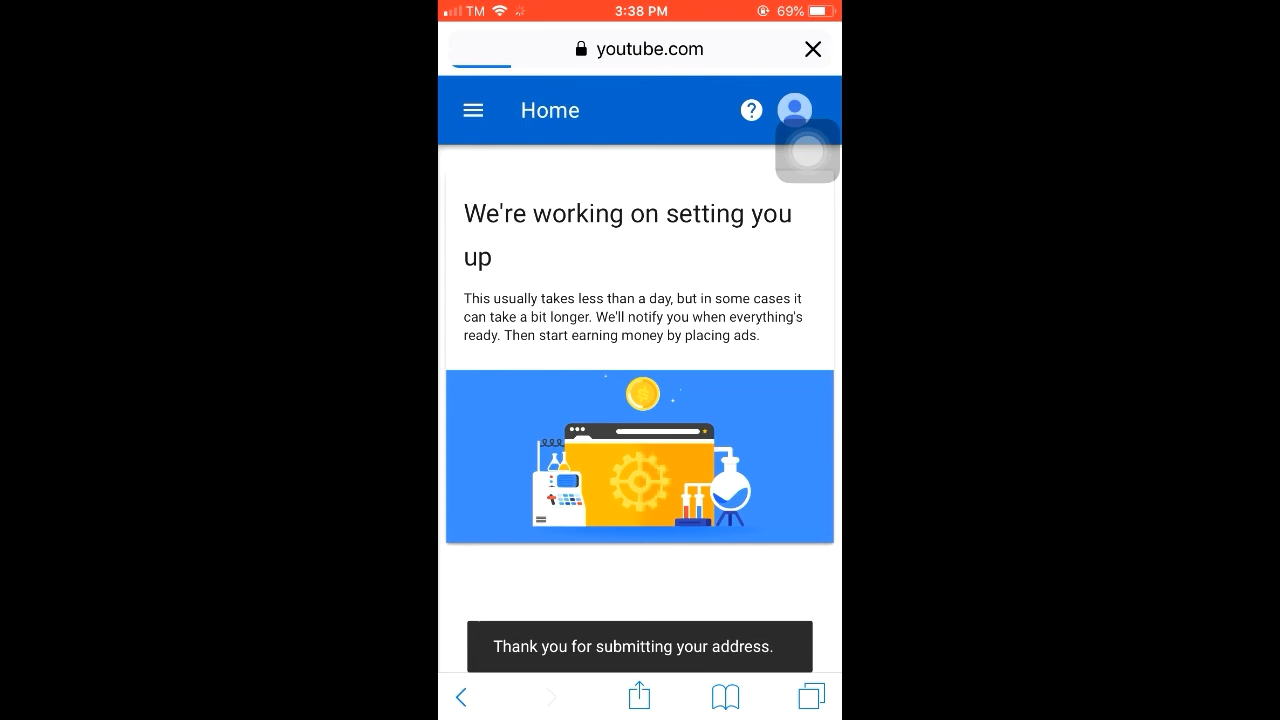 TM 3:38 PM 69%
youtube.com
Home
We're working on setting you
up
This usually takes less than a day, but in some cases it
can take a bit longer. We'll notify you when everything's
ready. Then start earning money by placing ads.
Thank you for submitting your address.